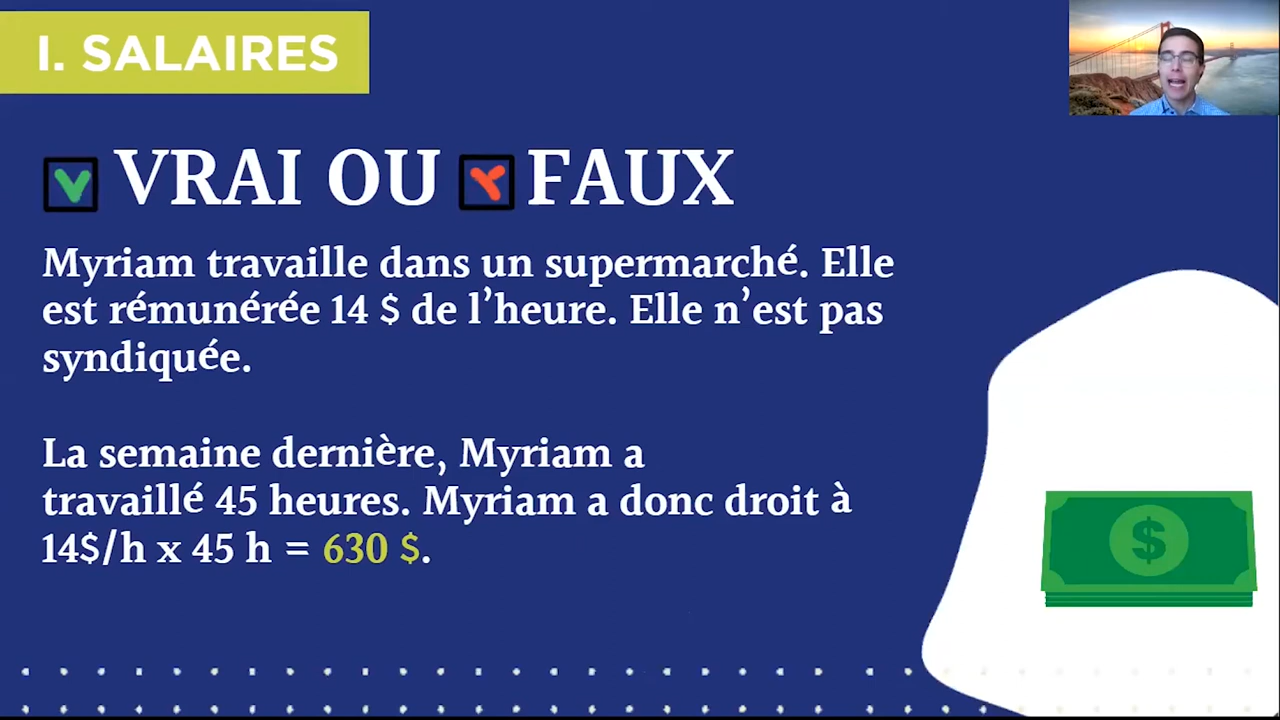 I. SALAIRES
VRAI OU FAUX
Myriam travaille dans un supermarché. Elle
est rémunérée 14 $ de l’heure. Elle n’est pas
syndiquée.
La semaine dernière, Myriam a
travaillé 45 heures. Myriam a donc droit à
14$/h x 45 h = 630 $.
$